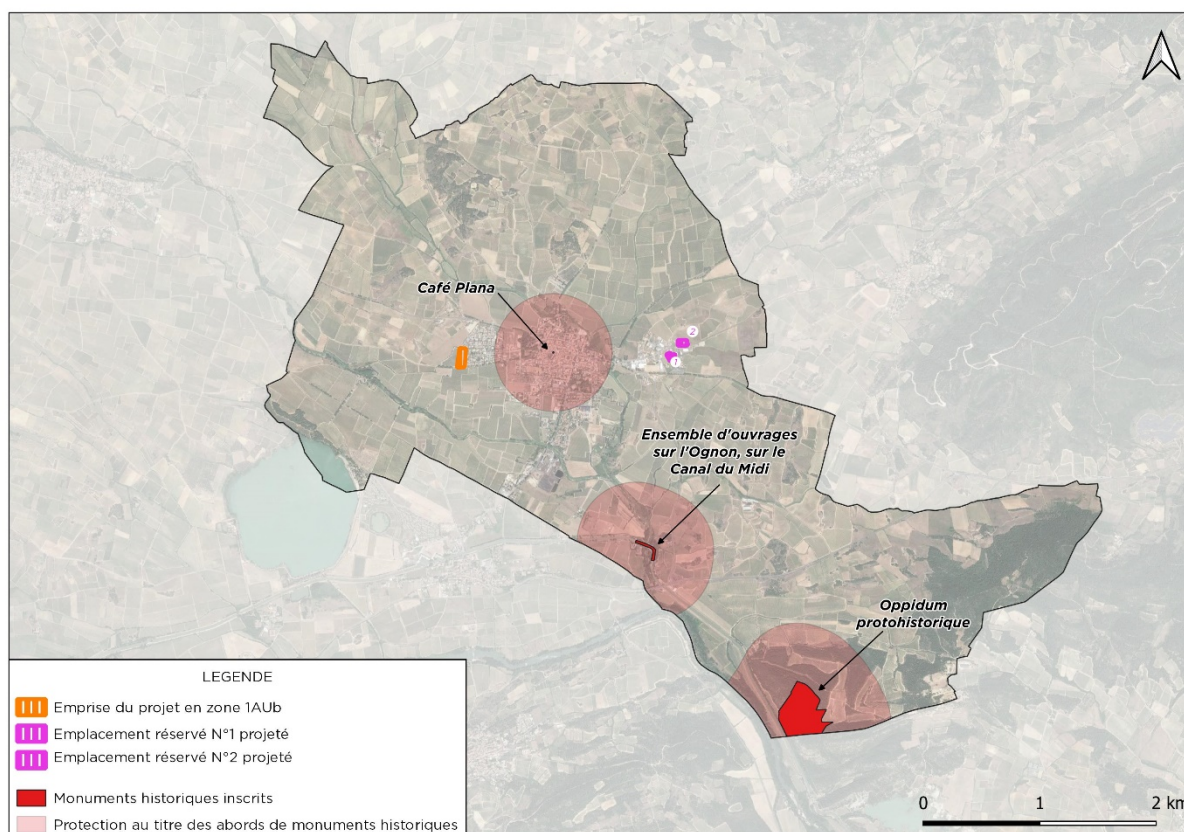 Café Plana
2
1
Ensemble d'ouvrages
sur l'Ognon, sur le
Canal du Midi
Oppidum
protohistorique
LEGENDE
Emprise du projet en zone 1AUb
Emplacement réservé N°1 projeté
Emplacement réservé N°2 projeté
Monuments historiques inscrits
Protection au titre des abords de monuments historiques
0 1 2 km